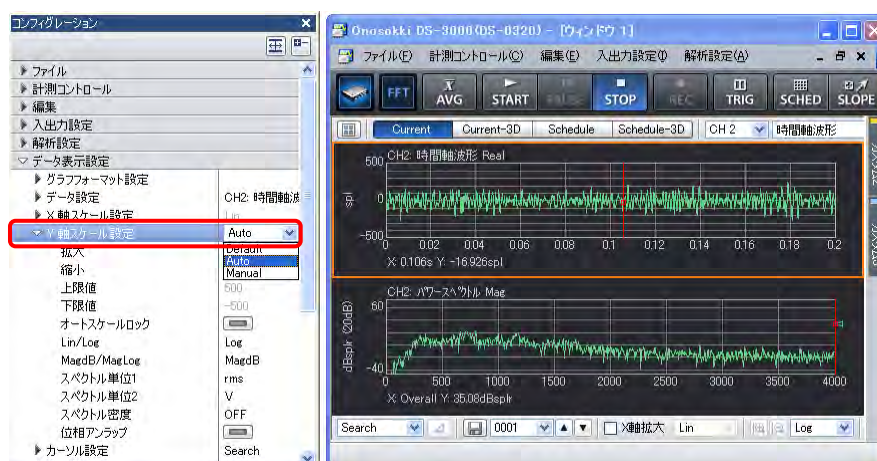 コンフィグレーション
ファイル
計測コントロール
編集
入出力設定
解析設定
データ表示設定
グラフフォーマット設定
データ設定 CH2: 時間軸波
X 軸スケール設定 Lin
Y 軸スケール設定 Auto
拡大 Default
Auto
縮小 Manual
上限値 500
下限値 -500
オートスケールロック
Lin/Log Log
MagdB/MagLog MagdB
スペクトル単位1 rms
スペクトル単位2 V
スペクトル密度 OFF
位相アンラップ
カーソル設定 Search
Onosokki DS-3000(DS-0320) - [ウィンドウ 1]
ファイル(F) 計測コントロール(C) 編集(E) 入出力設定(I) 解析設定(A)
FFT AVG START PAUSE STOP REC TRIG SCHED SLOPE
Current Current-3D Schedule Schedule-3D CH 2 時間軸波形
CH2: 時間軸波形 Real
500
spl
0
-500
0 0.02 0.04 0.06 0.08 0.1 0.12 0.14 0.16 0.18 0.2
X: 0.106s Y: -16.926spl
CH2: パワースペクトル Mag
60
dBsplr (20dB)
-40
0 500 1000 1500 2000 2500 3000 3500 4000
X: Overall Y: 35.08dBsplr
Search 0001 X軸拡大 Lin Log